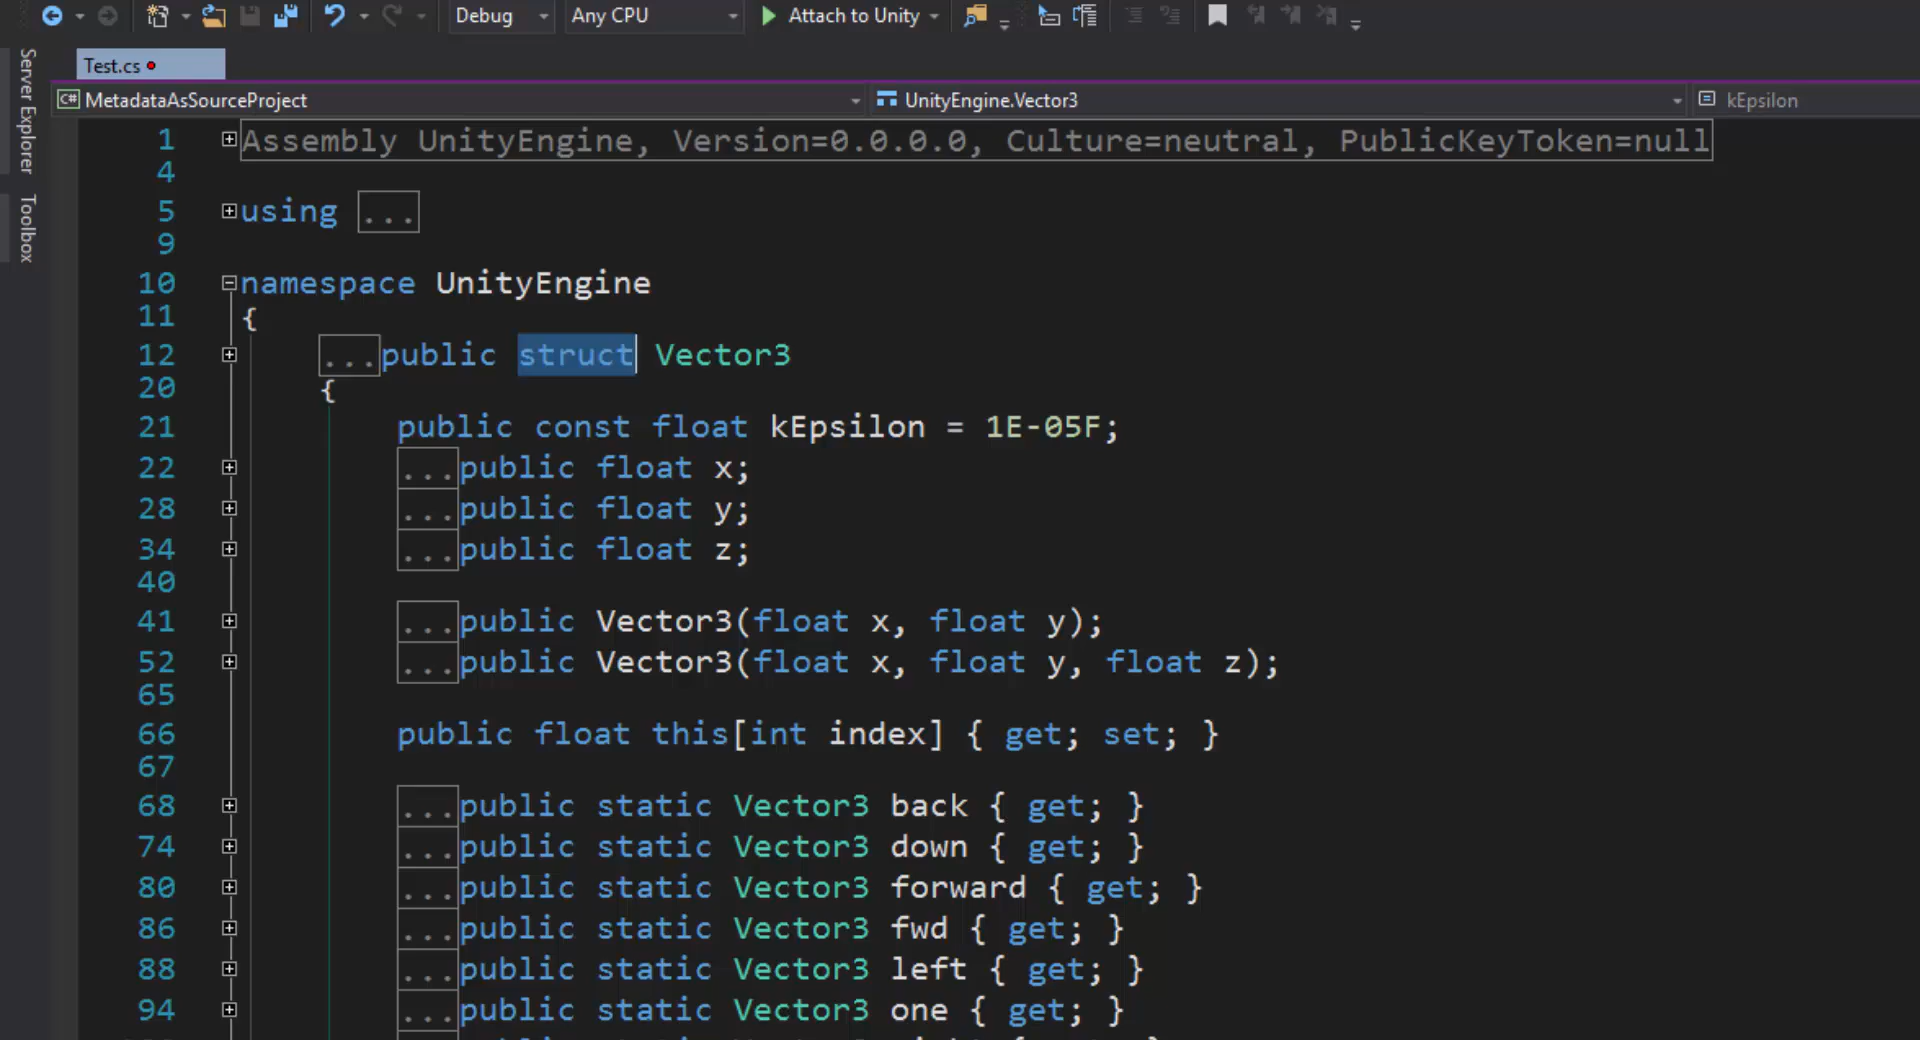 Debug Any CPU Attach to Unity
Server Explorer
Toolbox
Test.cs
C# MetadataAsSourceProject UnityEngine.Vector3 kEpsilon
1 Assembly UnityEngine, Version=0.0.0.0, Culture=neutral, PublicKeyToken=null
4
5 using ...
9
10 namespace UnityEngine
11 {
12 ...public struct Vector3
20 {
21 public const float kEpsilon = 1E-05F;
22 ...public float x;
28 ...public float y;
34 ...public float z;
40
41 ...public Vector3(float x, float y);
52 ...public Vector3(float x, float y, float z);
65
66 public float this[int index] { get; set; }
67
68 ...public static Vector3 back { get; }
74 ...public static Vector3 down { get; }
80 ...public static Vector3 forward { get; }
86 ...public static Vector3 fwd { get; }
88 ...public static Vector3 left { get; }
94 ...public static Vector3 one { get; }